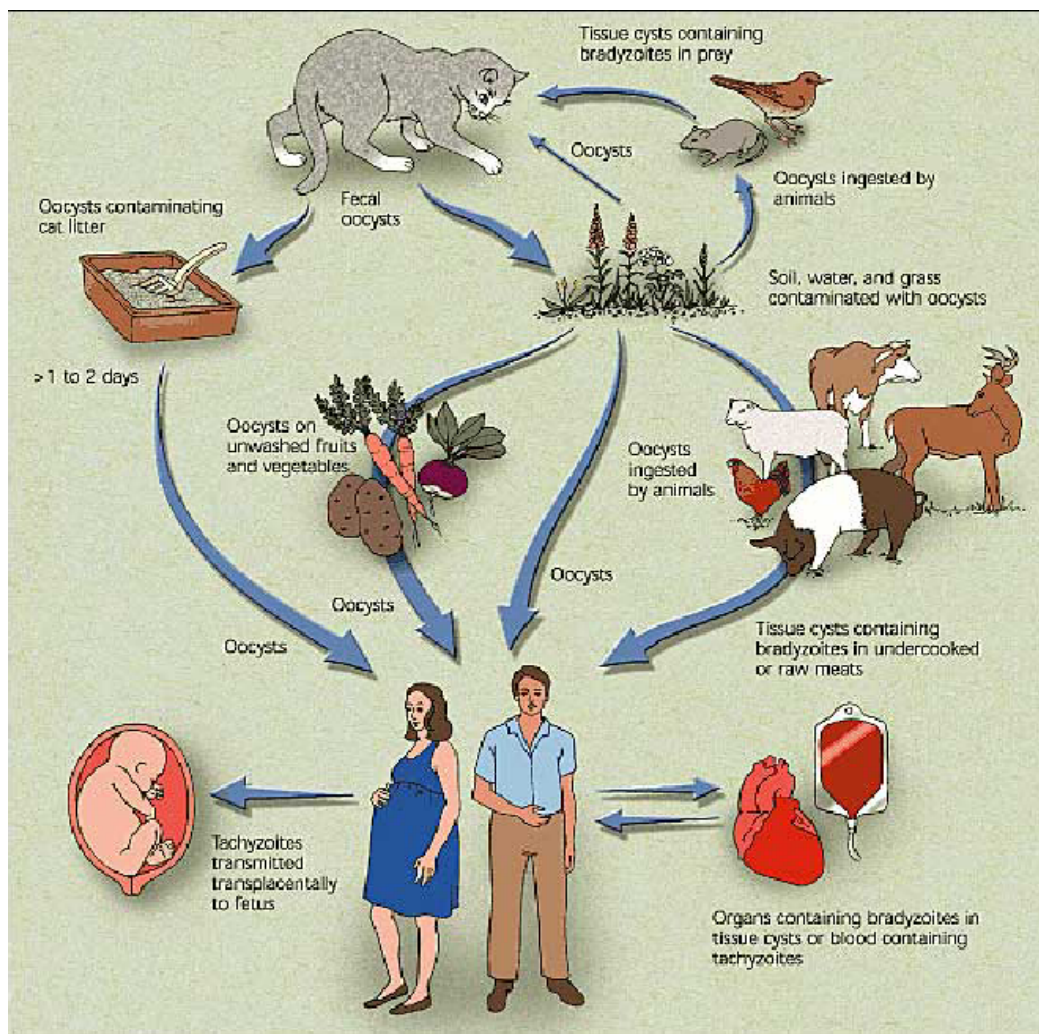 Tissue cysts containing
bradyzoites in prey
Oocysts
Oocysts ingested by
animals
Fecal
oocysts
Oocysts contaminating
cat litter
Soil, water, and grass
contaminated with oocysts
>1 to 2 days
Oocysts on
unwashed fruits
and vegetables
Oocysts
ingested
by animals
Oocysts
Oocysts
Oocysts
Tissue cysts containing
bradyzoites in undercooked
or raw meats
Tachyzoites
transmitted
transplacentally
to fetus
Organs containing bradyzoites in
tissue cysts or blood containing
tachyzoites